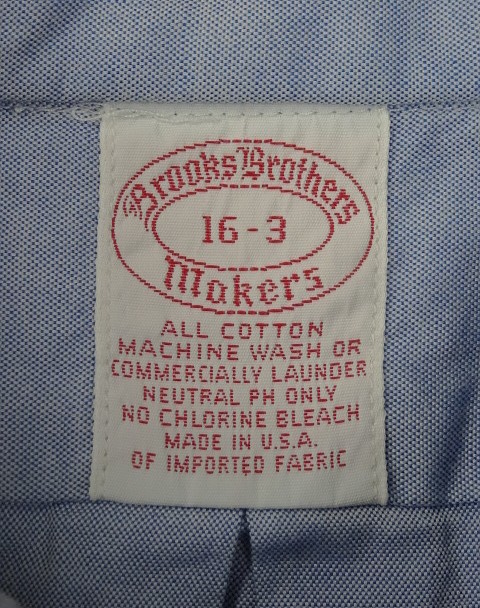 Brooks Brothers
16-3
Makers
ALL COTTON
MACHINE WASH OR
COMMERCIALLY LAUNDER
NEUTRAL PH ONLY
NO CHLORINE BLEACH
MADE IN U.S.A.
OF IMPORTED FABRIC